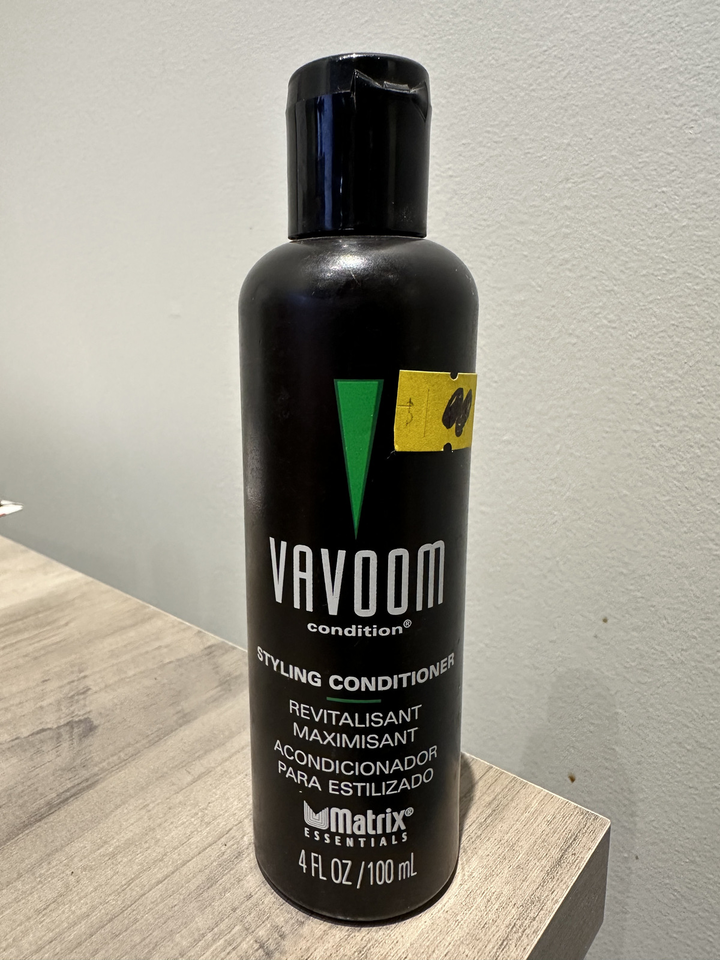 VAVOOM
condition®
STYLING CONDITIONER
REVITALISANT
MAXIMISANT
ACONDICIONADOR
PARA ESTILIZADO
Matrix®
ESSENTIALS
4 FL OZ / 100 mL